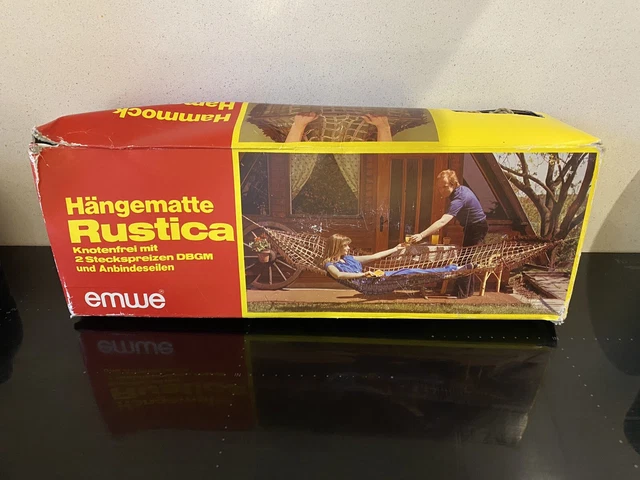 Hammock
Hängematte
Rustica
Knotenfrei mit
2 Steckspreizen DBGM
und Anbindeseilen
emwe®